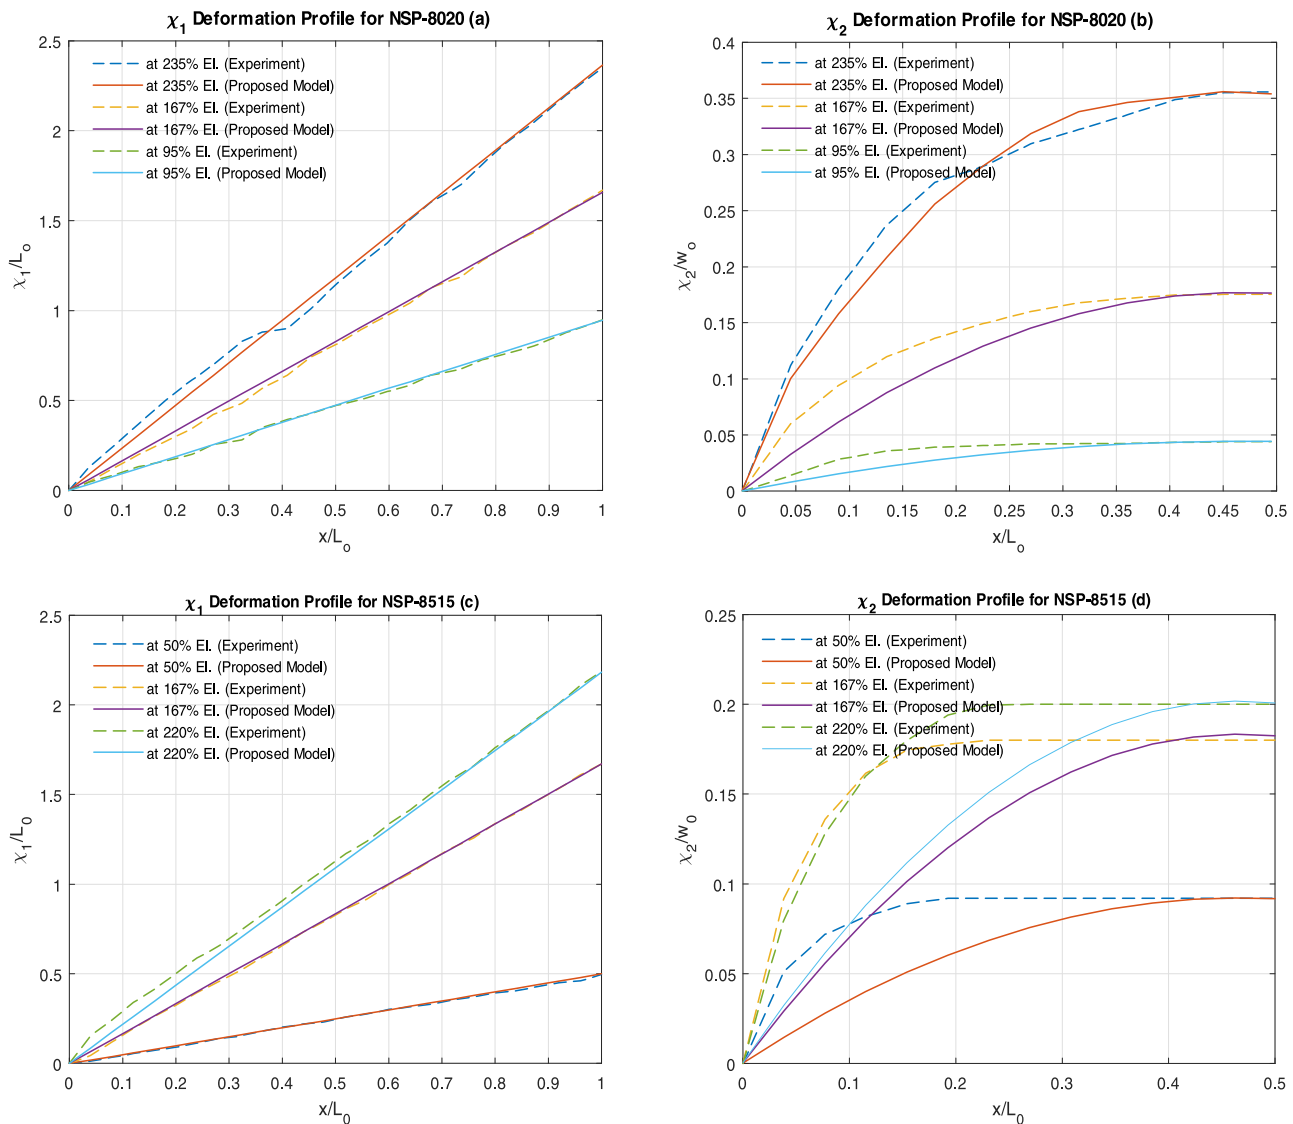 χ₁ Deformation Profile for NSP-8020 (a)
2.5
2
1.5
1
0.5
0
χ₁/Lₒ
at 235% El. (Experiment)
at 235% El. (Proposed Model)
at 167% El. (Experiment)
at 167% El. (Proposed Model)
at 95% El. (Experiment)
at 95% El. (Proposed Model)
0 0.1 0.2 0.3 0.4 0.5 0.6 0.7 0.8 0.9 1
x/Lₒ
χ₂ Deformation Profile for NSP-8020 (b)
0.4
0.35
0.3
0.25
0.2
0.15
0.1
0.05
0
χ₂/wₒ
at 235% El. (Experiment)
at 235% El. (Proposed Model)
at 167% El. (Experiment)
at 167% El. (Proposed Model)
at 95% El. (Experiment)
at 95% El. (Proposed Model)
0 0.05 0.1 0.15 0.2 0.25 0.3 0.35 0.4 0.45 0.5
x/Lₒ
χ₁ Deformation Profile for NSP-8515 (c)
2.5
2
1.5
1
0.5
0
χ₁/L₀
at 50% El. (Experiment)
at 50% El. (Proposed Model)
at 167% El. (Experiment)
at 167% El. (Proposed Model)
at 220% El. (Experiment)
at 220% El. (Proposed Model)
0 0.1 0.2 0.3 0.4 0.5 0.6 0.7 0.8 0.9 1
x/L₀
χ₂ Deformation Profile for NSP-8515 (d)
0.25
0.2
0.15
0.1
0.05
0
χ₂/w₀
at 50% El. (Experiment)
at 50% El. (Proposed Model)
at 167% El. (Experiment)
at 167% El. (Proposed Model)
at 220% El. (Experiment)
at 220% El. (Proposed Model)
0 0.1 0.2 0.3 0.4 0.5
x/L₀